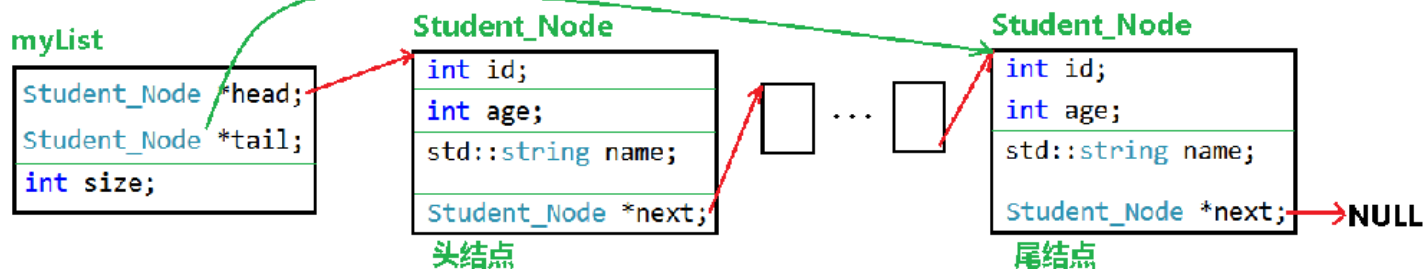 myList
Student_Node *head;
Student_Node *tail;
int size;
Student_Node
int id;
int age;
std::string name;
Student_Node *next;
头结点
...
Student_Node
int id;
int age;
std::string name;
Student_Node *next;
尾结点
NULL